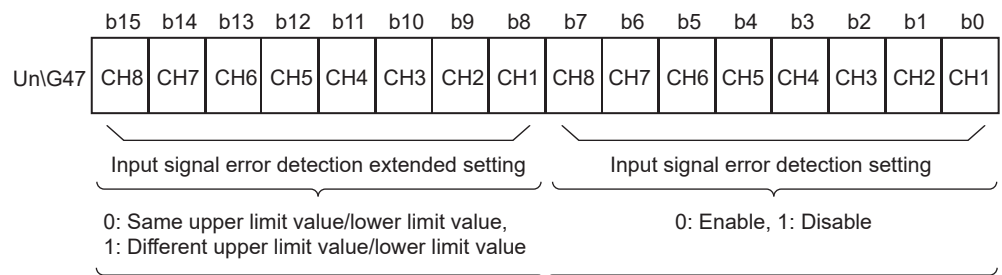 b15 b14 b13 b12 b11 b10 b9 b8 b7 b6 b5 b4 b3 b2 b1 b0
Un\G47 CH8 CH7 CH6 CH5 CH4 CH3 CH2 CH1 CH8 CH7 CH6 CH5 CH4 CH3 CH2 CH1
Input signal error detection extended setting Input signal error detection setting
0: Same upper limit value/lower limit value, 0: Enable, 1: Disable
1: Different upper limit value/lower limit value